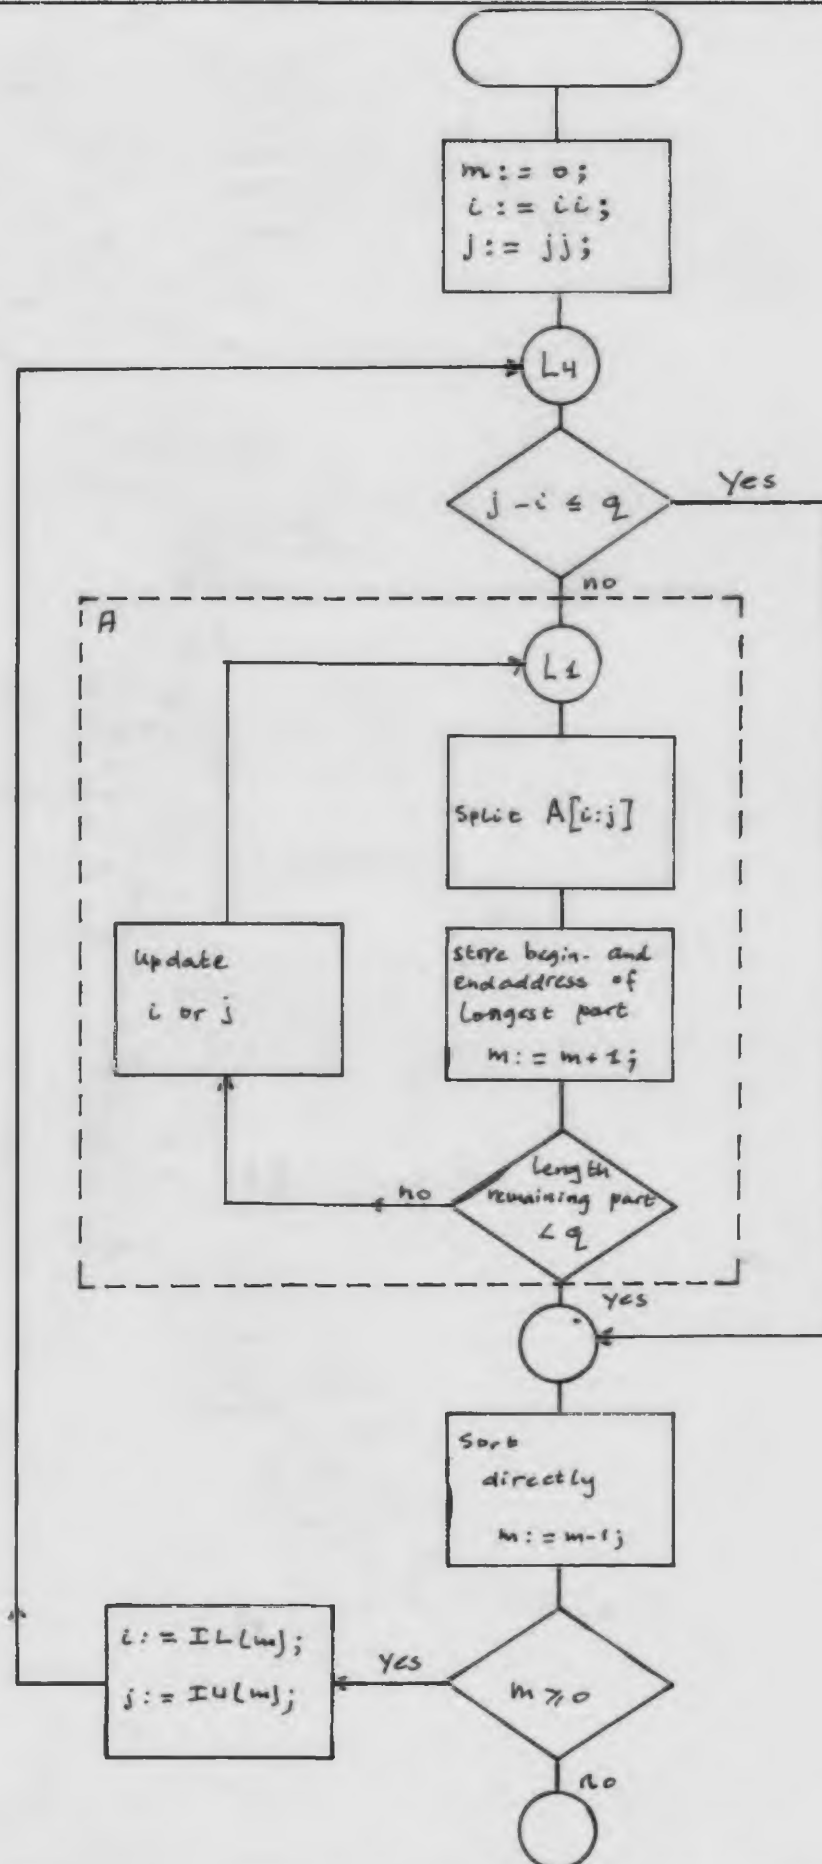 m := 0;
i := ii;
j := jj;
L4
j - i ≤ q
Yes
no
A
L1
Split A[i:j]
store begin- and
endaddress of
Longest part
m := m + 1;
Update
i or j
Length
remaining part
< q
no
yes
Sort
directly
m := m-1;
m ≥ 0
yes
i := IL[m];
j := IU[m];
no